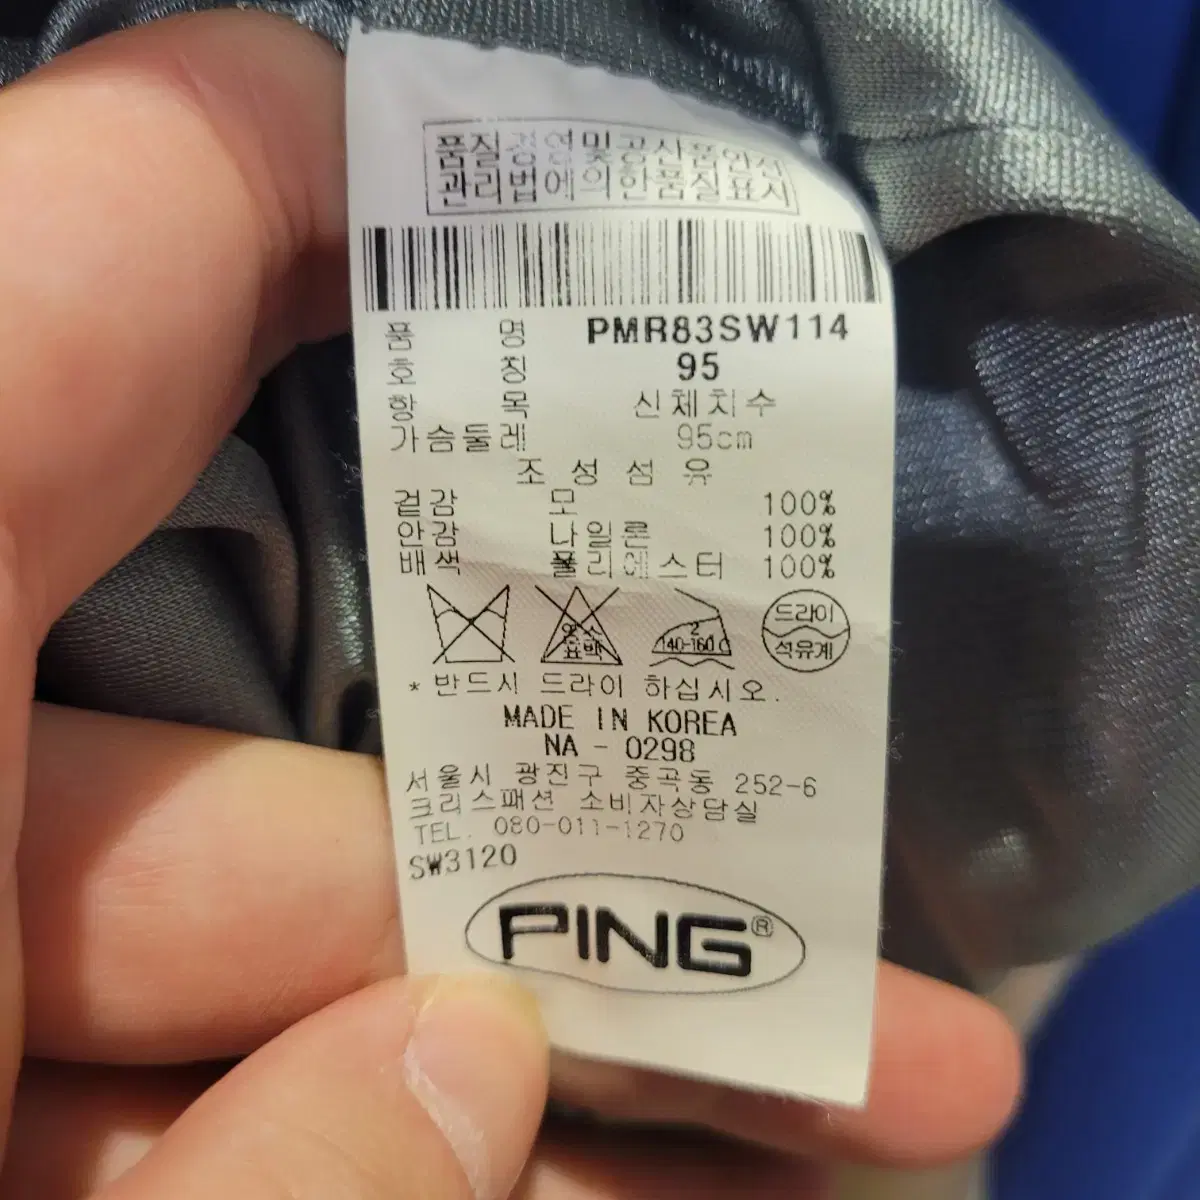 품질경영및공산품안전
관리법에의한품질표시
품 명 PMR83SW114
호 칭 95
항 목 신체치수
가슴둘레 95cm
조 성 섬 유
겉감 모 100%
안감 나일론 100%
배색 폴리에스터 100%
염소
표백
2
140-160℃
드라이
석유계
* 반드시 드라이 하십시오.
MADE IN KOREA
NA - 0298
서울시 광진구 중곡동 252-6
크리스패션 소비자상담실
TEL. 080-011-1270
SW3120
PING®